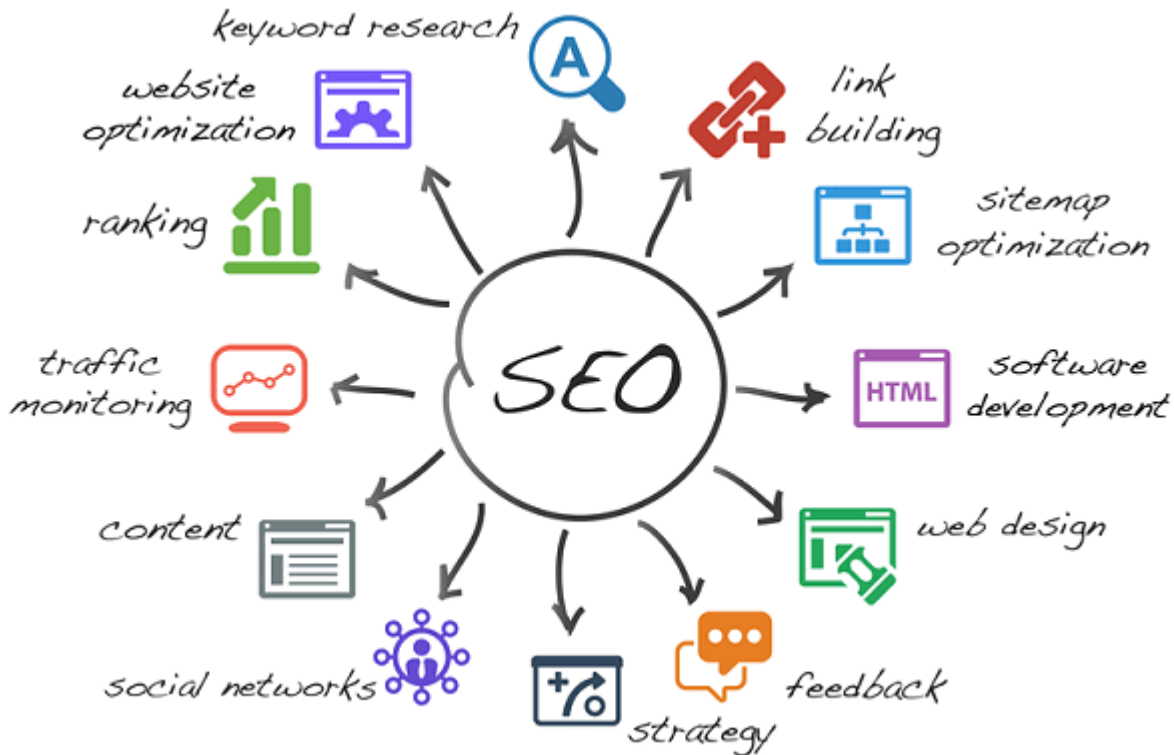 keyword research
A
link
building
sitemap
optimization
HTML
software
development
web design
feedback
strategy
social networks
content
traffic
monitoring
ranking
website
optimization
SEO